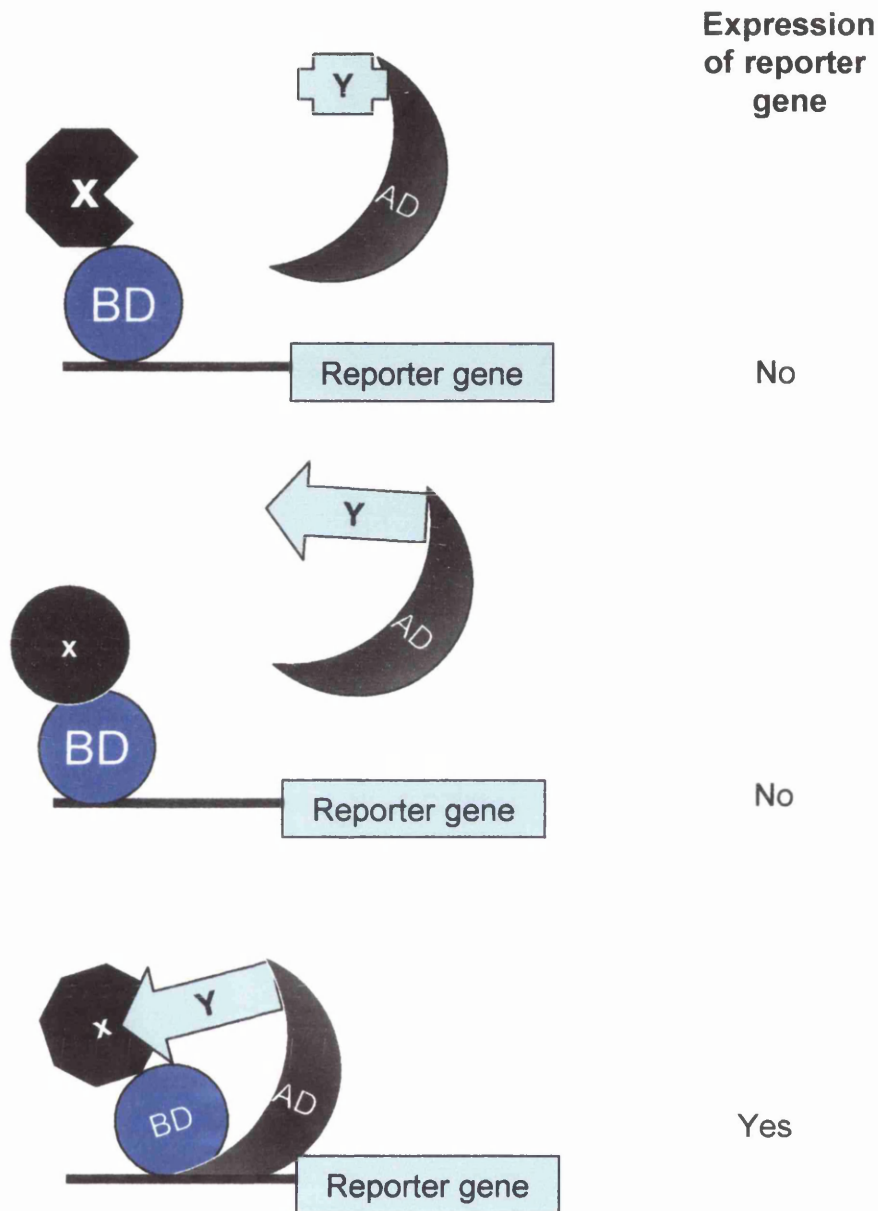 Expression
of reporter
gene
Y
X
AD
BD
Reporter gene
No
Y
AD
x
BD
Reporter gene
No
Y
x
AD
BD
Yes
Reporter gene